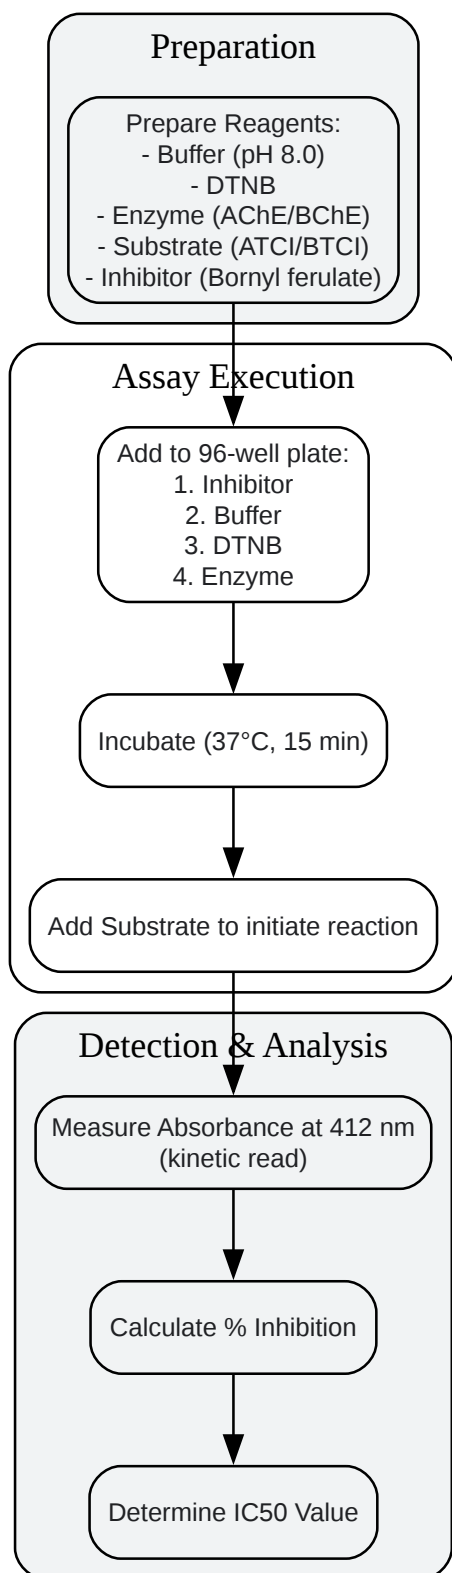 Preparation
Prepare Reagents:
- Buffer (pH 8.0)
- DTNB
- Enzyme (AChE/BChE)
- Substrate (ATCI/BTCI)
- Inhibitor (Bornyl ferulate)
Assay Execution
Add to 96-well plate:
1. Inhibitor
2. Buffer
3. DTNB
4. Enzyme
Incubate (37°C, 15 min)
Add Substrate to initiate reaction
Detection & Analysis
Measure Absorbance at 412 nm
(kinetic read)
Calculate % Inhibition
Determine IC50 Value